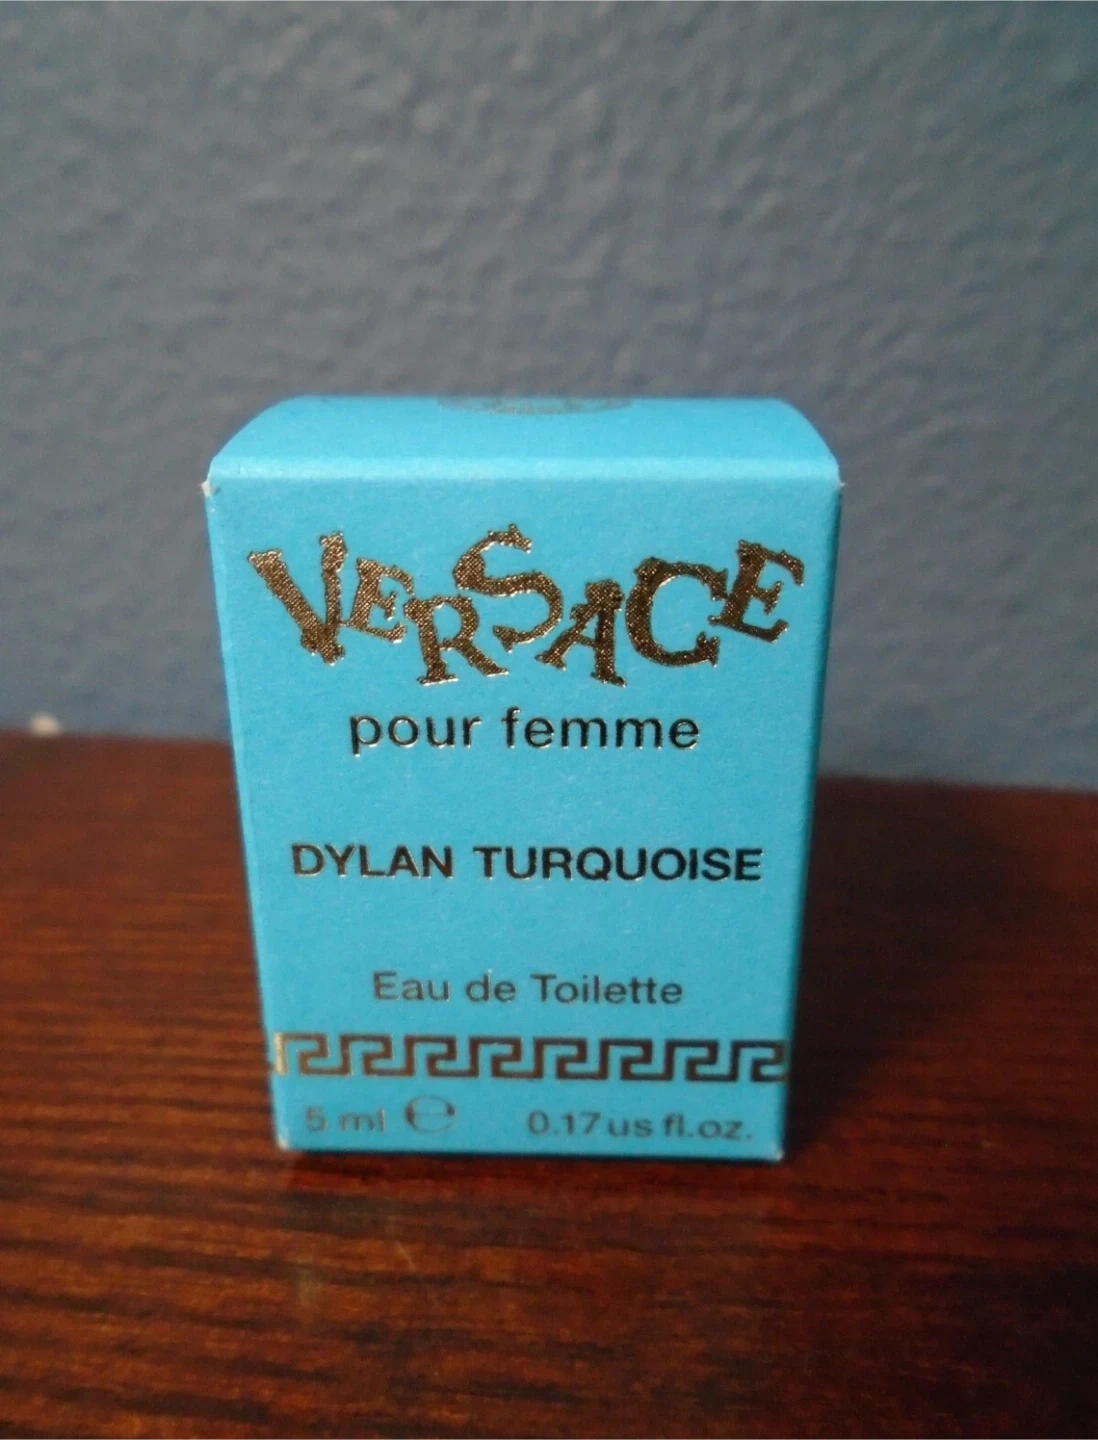 VERSACE
pour femme
DYLAN TURQUOISE
Eau de Toilette
5 ml ℮ 0.17 us fl.oz.